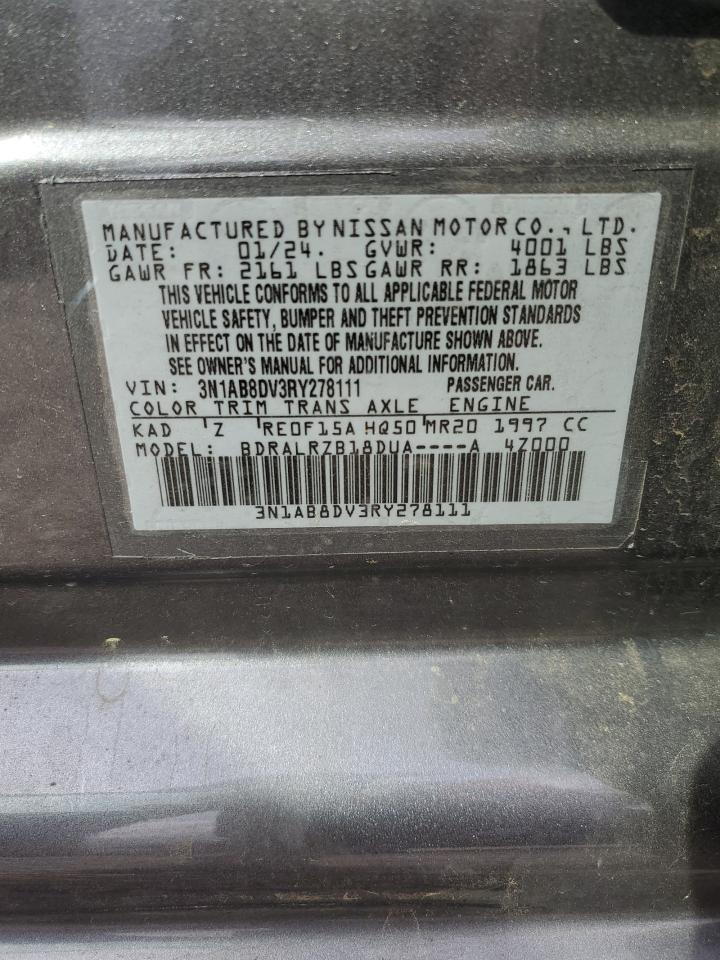 MANUFACTURED BY NISSAN MOTOR CO., LTD.
DATE: 01/24. GVWR: 4001 LBS
GAWR FR: 2161 LBS GAWR RR: 1863 LBS
THIS VEHICLE CONFORMS TO ALL APPLICABLE FEDERAL MOTOR
VEHICLE SAFETY, BUMPER AND THEFT PREVENTION STANDARDS
IN EFFECT ON THE DATE OF MANUFACTURE SHOWN ABOVE.
SEE OWNER'S MANUAL FOR ADDITIONAL INFORMATION.
VIN: 3N1AB8DV3RY278111 PASSENGER CAR.
COLOR TRIM TRANS AXLE ENGINE
KAD Z RE0F15A HQ50 MR20 1997 CC
MODEL: BDRALRZB18DUA----A 4Z000
3N1AB8DV3RY278111